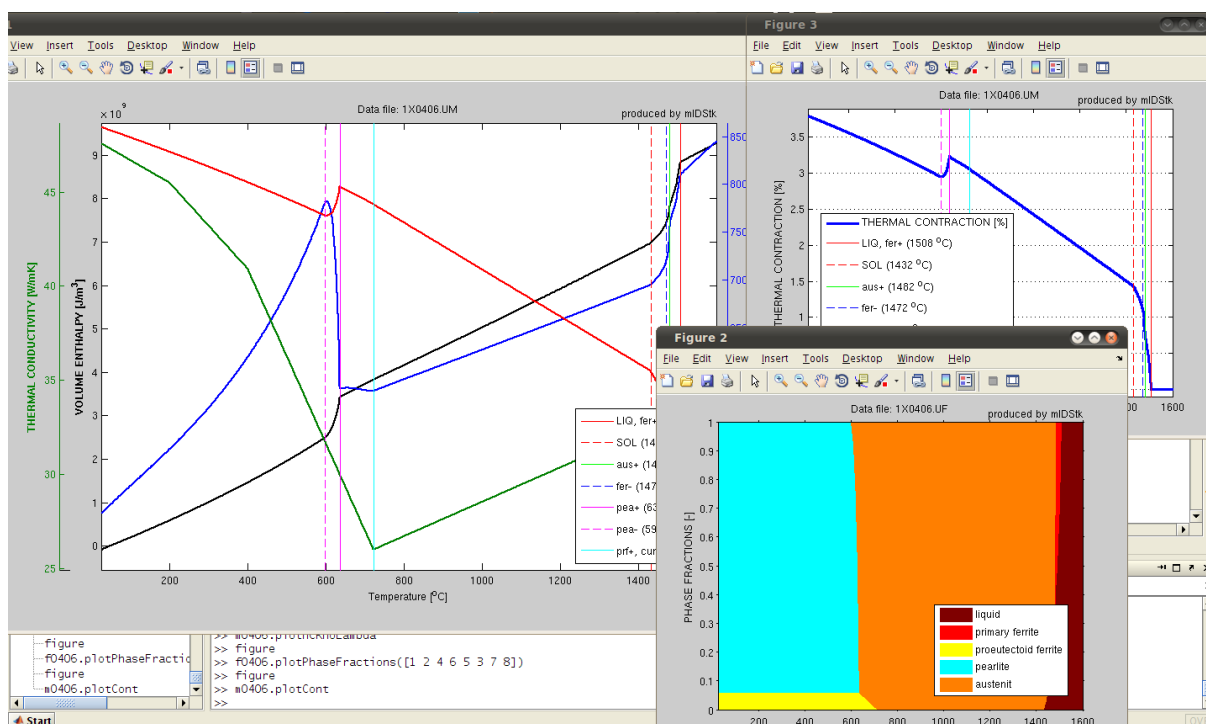 View Insert Tools Desktop Window Help
Data file: 1X0406.UM
produced by mIDStk
× 10⁹
THERMAL CONDUCTIVITY [W/mK]
VOLUME ENTHALPY [J/m³]
45
40
35
30
25
9
8
7
6
5
4
3
2
1
0
850
800
750
700
200 400 600 800 1000 1200 1400
Temperature [°C]
LIQ, fer+
SOL (14
aus+ (14
fer- (147
pea+ (63
pea- (59
prf+, cur
Figure 3
File Edit View Insert Tools Desktop Window Help
Data file: 1X0406.UM
produced by mIDStk
THERMAL CONTRACTION [%]
3.5
3
2.5
2
1.5
1
THERMAL CONTRACTION [%]
LIQ, fer+ (1508 °C)
SOL (1432 °C)
aus+ (1482 °C)
fer- (1472 °C)
1600
Figure 2
File Edit View Insert Tools Desktop Window Help
Data file: 1X0406.UF
produced by mIDStk
PHASE FRACTIONS [-]
1
0.9
0.8
0.7
0.6
0.5
0.4
0.3
0.2
0.1
0
liquid
primary ferrite
proeutectoid ferrite
pearlite
austenit
200 400 600 800 1000 1200 1400 1600
figure
f0406.plotPhaseFractic
figure
m0406.plotCont
>> m0406.plotHCRhoLambda
>> figure
>> f0406.plotPhaseFractions([1 2 4 6 5 3 7 8])
>> figure
>> m0406.plotCont
>>
Start
OVR